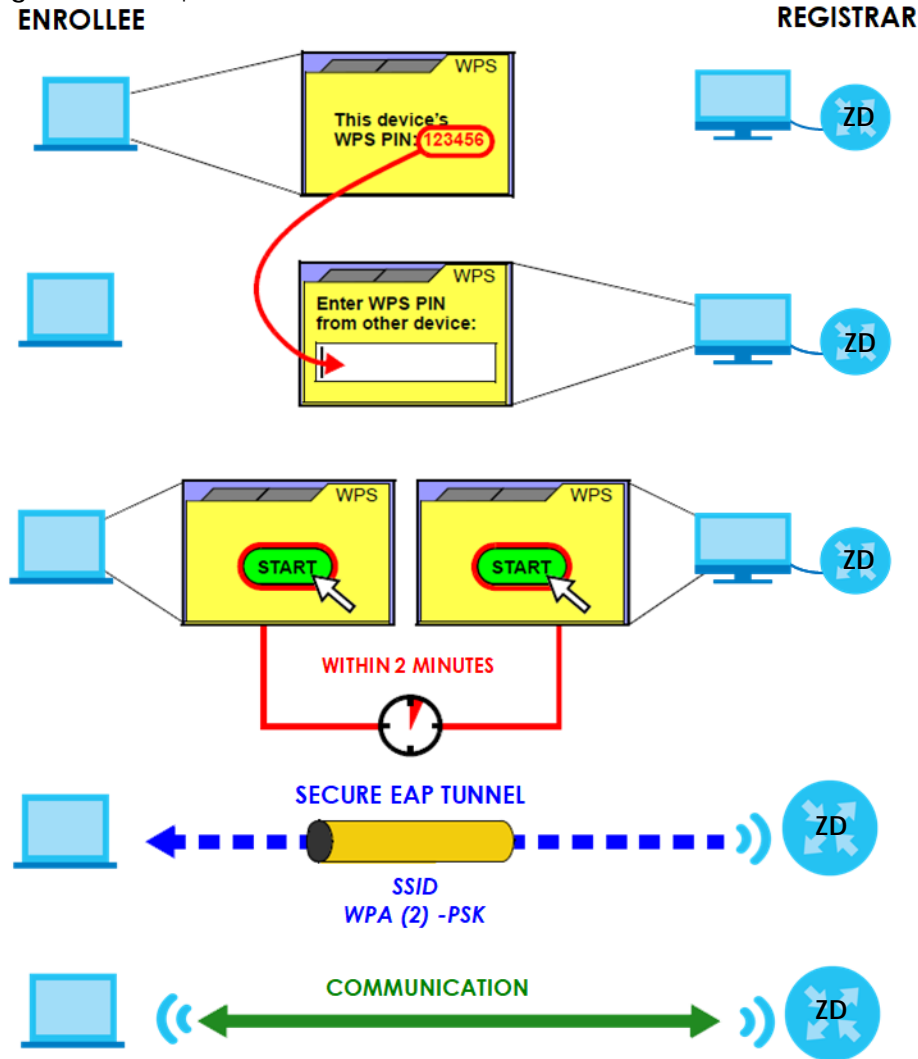 ENROLLEE
REGISTRAR
WPS
This device's
WPS PIN: 123456
ZD
WPS
Enter WPS PIN
from other device:
ZD
WPS
START
WPS
START
ZD
WITHIN 2 MINUTES
SECURE EAP TUNNEL
ZD
SSID
WPA (2) -PSK
COMMUNICATION
ZD